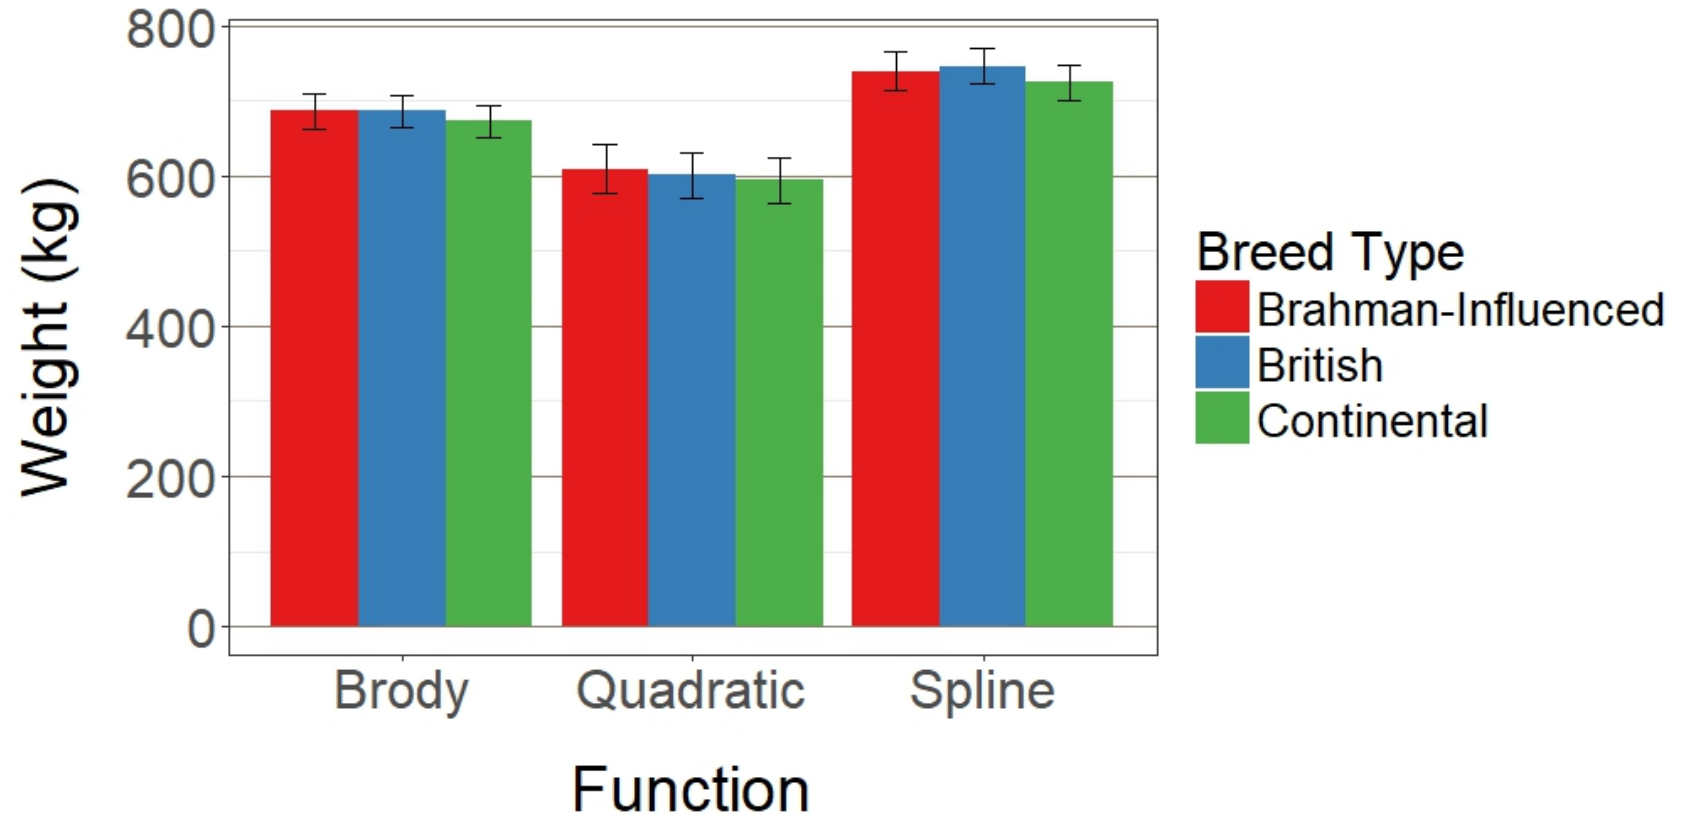 Weight (kg)
800
600
400
200
0
Brody Quadratic Spline
Function
Breed Type
Brahman-Influenced
British
Continental